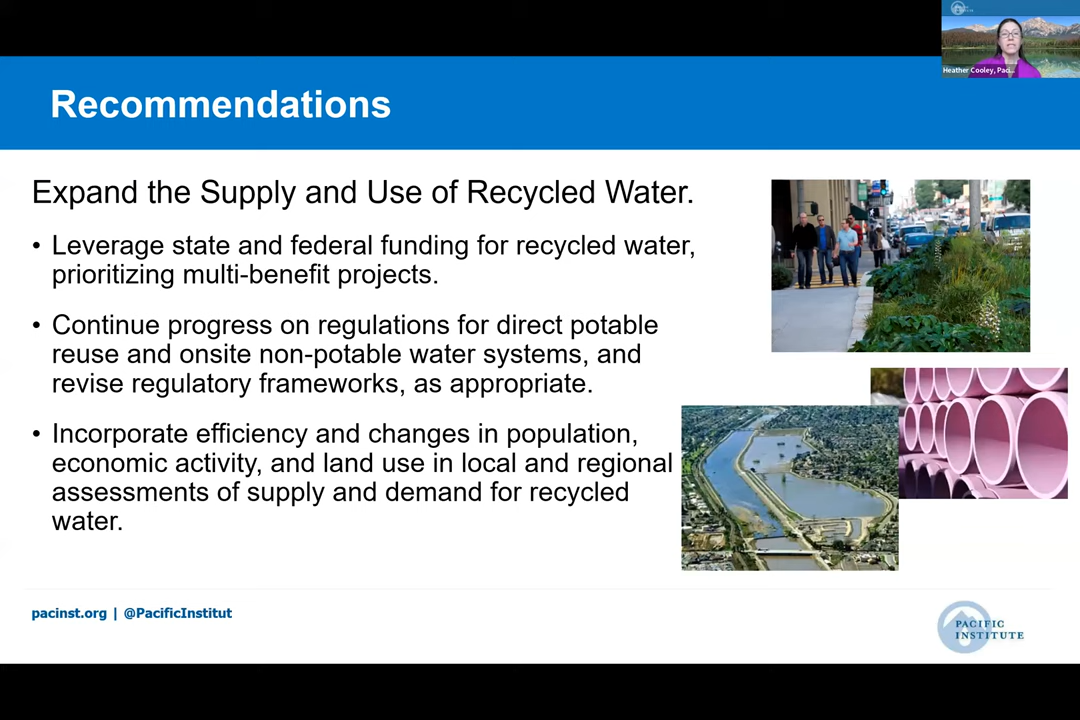 Heather Cooley, Paci...
Recommendations
Expand the Supply and Use of Recycled Water.
• Leverage state and federal funding for recycled water,
prioritizing multi-benefit projects.
• Continue progress on regulations for direct potable
reuse and onsite non-potable water systems, and
revise regulatory frameworks, as appropriate.
• Incorporate efficiency and changes in population,
economic activity, and land use in local and regional
assessments of supply and demand for recycled
water.
pacinst.org | @PacificInstitut
PACIFIC
INSTITUTE